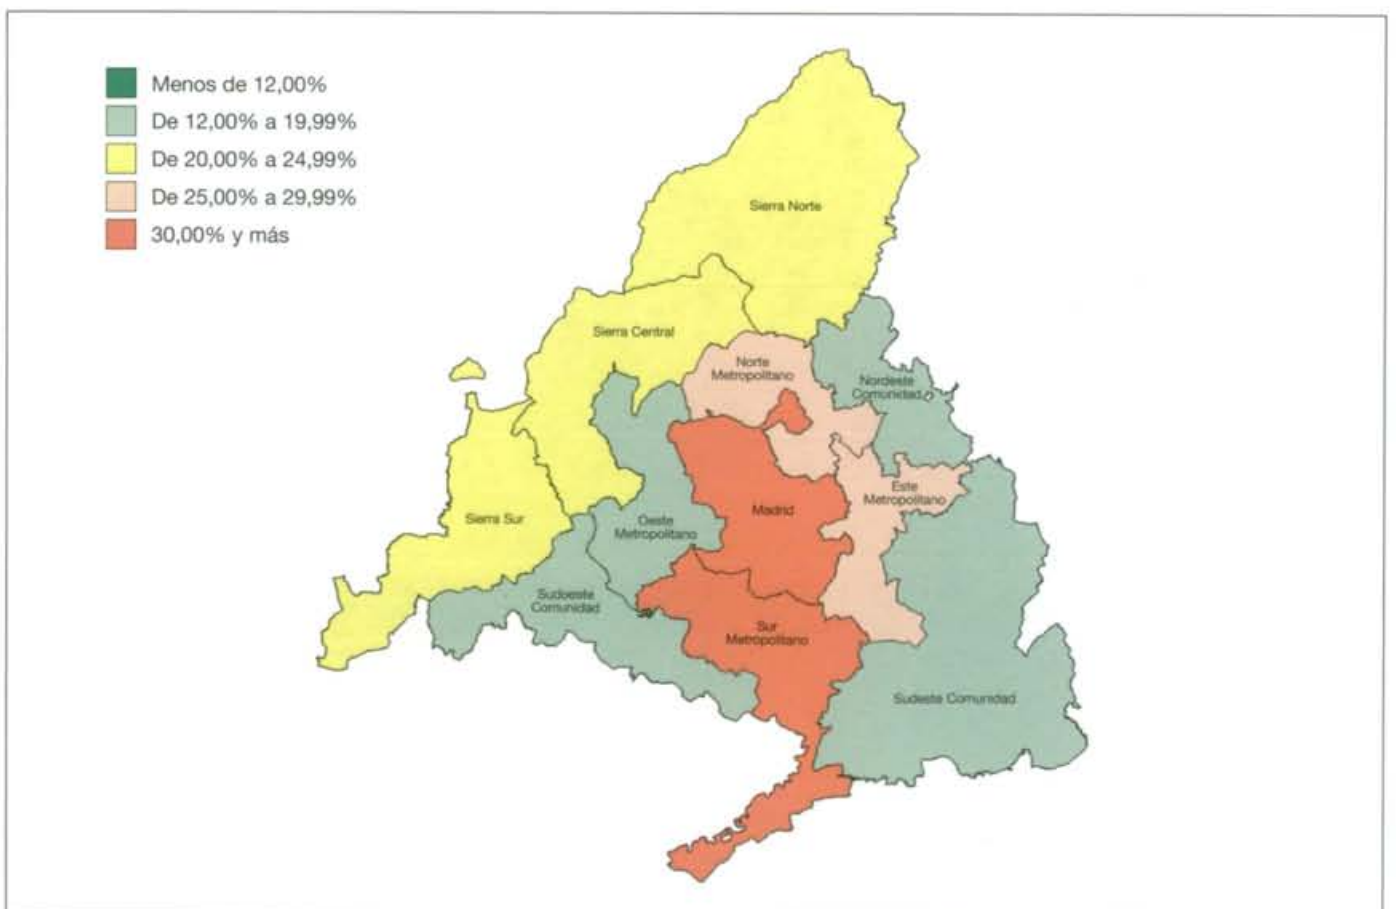 Menos de 12,00%
De 12,00% a 19,99%
De 20,00% a 24,99%
De 25,00% a 29,99%
30,00% y más
Sierra Norte
Sierra Central
Norte
Metropolitano
Nordeste
Comunidad
Este
Metropolitano
Madrid
Sierra Sur
Oeste
Metropolitano
Sudoeste
Comunidad
Sur
Metropolitano
Sudeste Comunidad